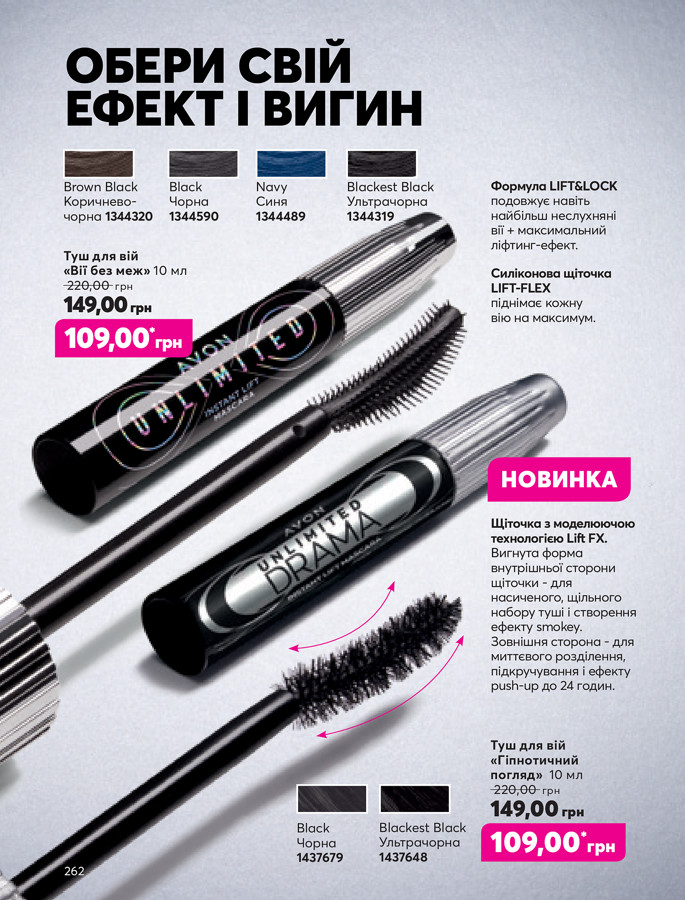 ОБЕРИ СВІЙ
ЕФЕКТ І ВИГИН
Brown Black
Коричнево-
чорна 1344320
Black
Чорна
1344590
Navy
Синя
1344489
Blackest Black
Ультрачорна
1344319
Туш для вій
«Вії без меж» 10 мл
220,00 грн
149,00 грн
109,00* грн
Формула LIFT&LOCK
подовжує навіть
найбільш неслухняні
вії + максимальний
ліфтинг-ефект.
Силіконова щіточка
LIFT-FLEX
піднімає кожну
вію на максимум.
AVON
UNLIMITED
INSTANT LIFT
MASCARA
AVON
UNLIMITED
DRAMA
INSTANT LIFT MASCARA
НОВИНКА
Щіточка з моделюючою
технологією Lift FX.
Вигнута форма
внутрішньої сторони
щіточки - для
насиченого, щільного
набору туші і створення
ефекту smokey.
Зовнішня сторона - для
миттєвого розділення,
підкручування і ефекту
push-up до 24 годин.
Туш для вій
«Гіпнотичний
погляд» 10 мл
220,00 грн
149,00 грн
109,00* грн
Black
Чорна
1437679
Blackest Black
Ультрачорна
1437648
262